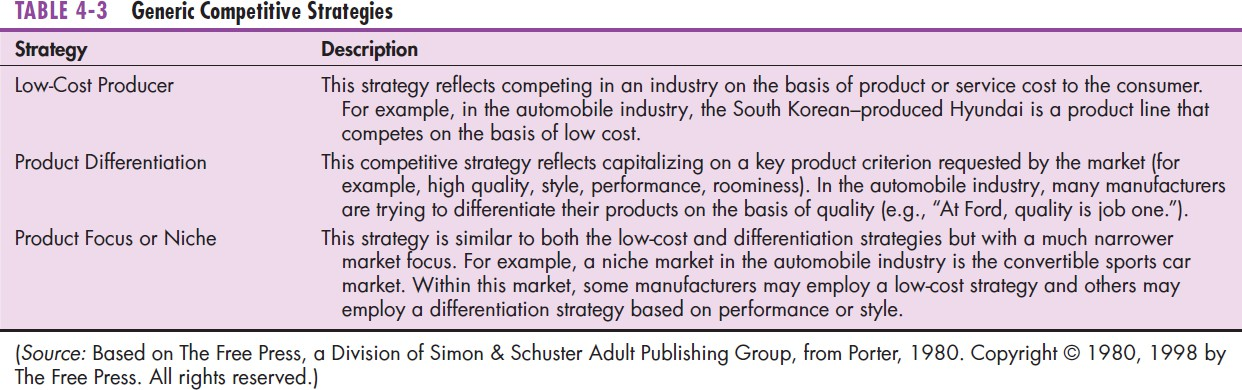 TABLE 4-3 Generic Competitive Strategies
Strategy Description
Low-Cost Producer This strategy reflects competing in an industry on the basis of product or service cost to the consumer.
For example, in the automobile industry, the South Korean–produced Hyundai is a product line that
competes on the basis of low cost.
Product Differentiation This competitive strategy reflects capitalizing on a key product criterion requested by the market (for
example, high quality, style, performance, roominess). In the automobile industry, many manufacturers
are trying to differentiate their products on the basis of quality (e.g., “At Ford, quality is job one.”).
Product Focus or Niche This strategy is similar to both the low-cost and differentiation strategies but with a much narrower
market focus. For example, a niche market in the automobile industry is the convertible sports car
market. Within this market, some manufacturers may employ a low-cost strategy and others may
employ a differentiation strategy based on performance or style.
(Source: Based on The Free Press, a Division of Simon & Schuster Adult Publishing Group, from Porter, 1980. Copyright © 1980, 1998 by
The Free Press. All rights reserved.)